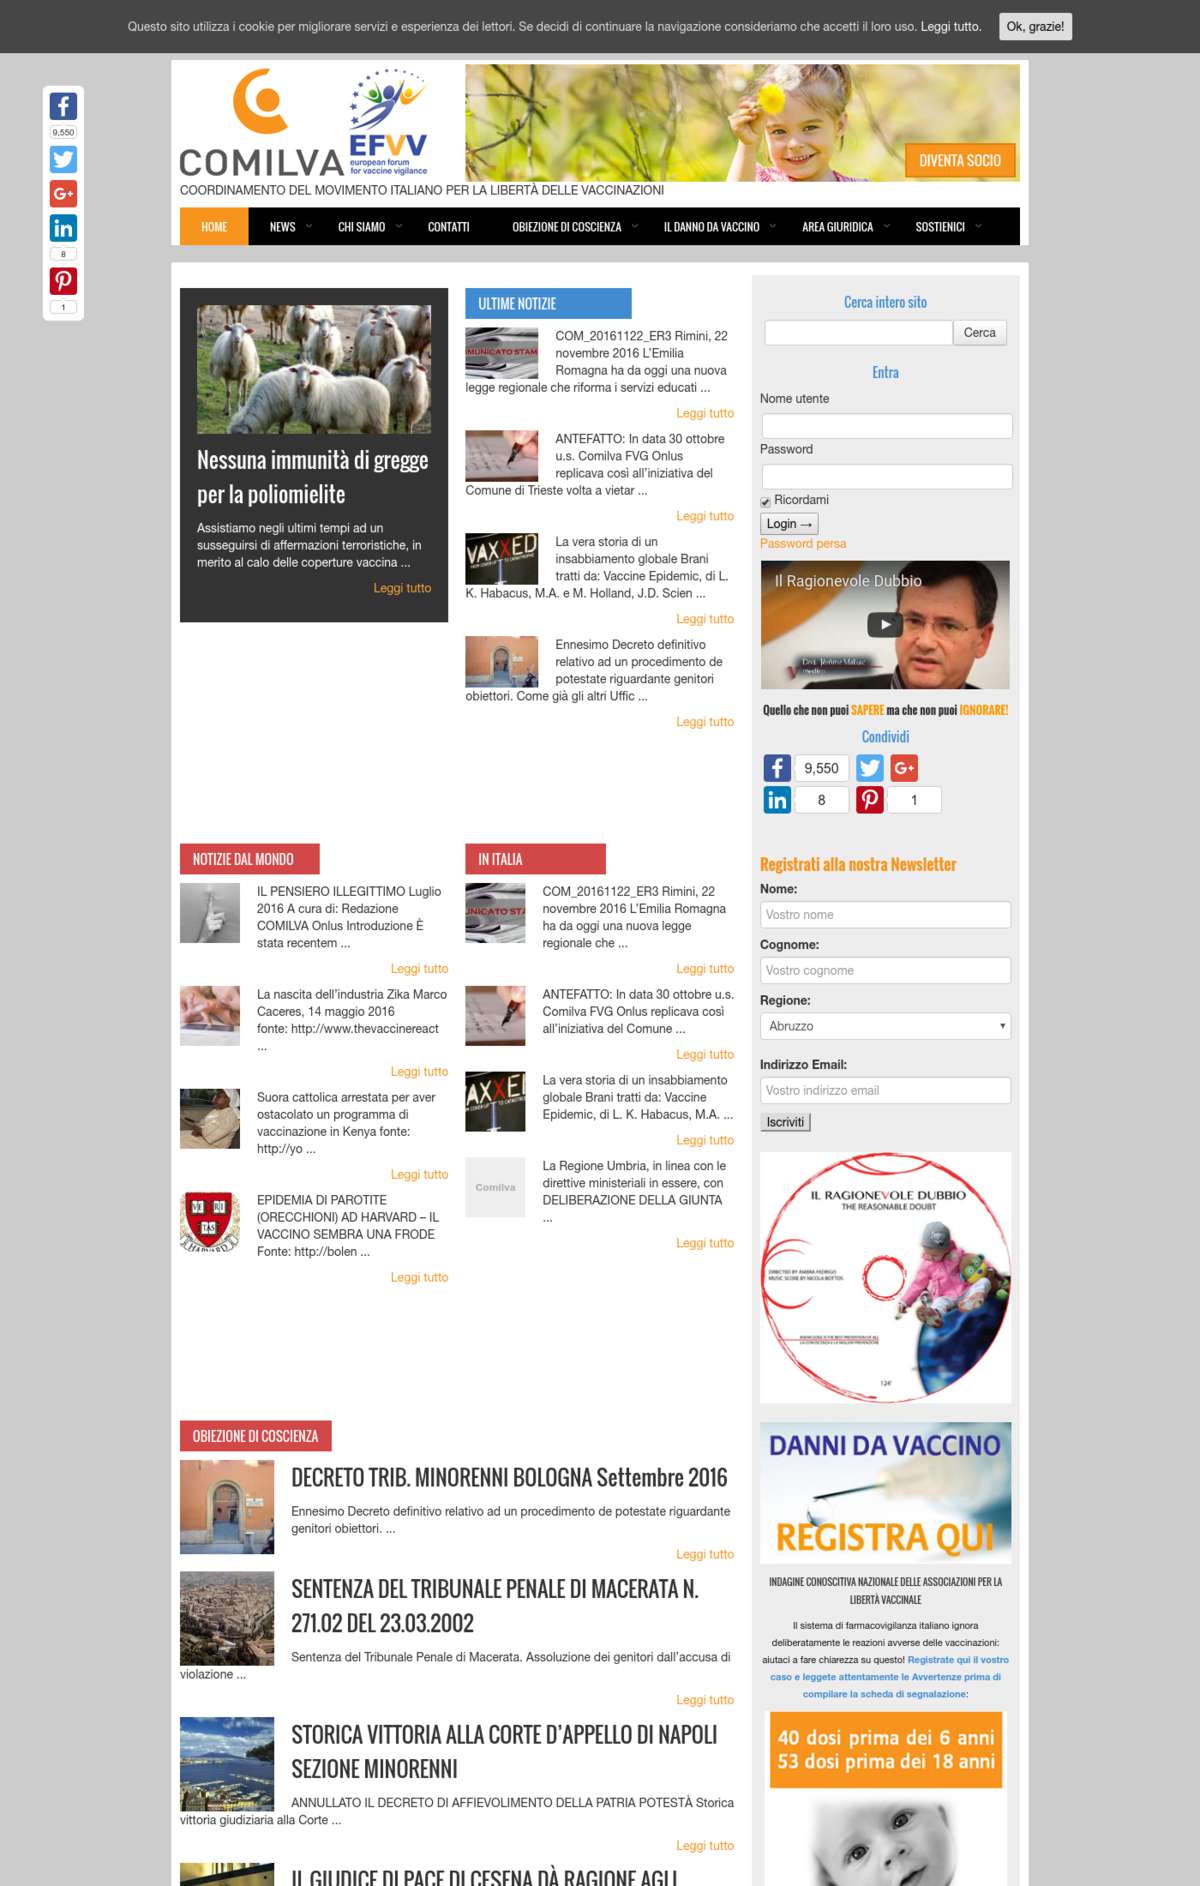 Questo sito utilizza i cookie per migliorare servizi e esperienza dei lettori. Se decidi di continuare la navigazione consideriamo che accetti il loro uso. Leggi tutto.
Ok, grazie!
9,550
8
1
COMILVA
EFVV
european forum
for vaccine vigilance
DIVENTA SOCIO
COORDINAMENTO DEL MOVIMENTO ITALIANO PER LA LIBERTÀ DELLE VACCINAZIONI
HOME
NEWS
CHI SIAMO
CONTATTI
OBIEZIONE DI COSCIENZA
IL DANNO DA VACCINO
AREA GIURIDICA
SOSTIENICI
Nessuna immunità di gregge
per la poliomielite
Assistiamo negli ultimi tempi ad un
susseguirsi di affermazioni terroristiche, in
merito al calo delle coperture vaccina ...
Leggi tutto
ULTIME NOTIZIE
MUNICATO STAM
COM_20161122_ER3 Rimini, 22
novembre 2016 L'Emilia
Romagna ha da oggi una nuova
legge regionale che riforma i servizi educati ...
Leggi tutto
ANTEFATTO: In data 30 ottobre
u.s. Comilva FVG Onlus
replicava così all'iniziativa del
Comune di Trieste volta a vietar ...
Leggi tutto
VAXXED
FROM COVER-UP TO CATASTROPHE
La vera storia di un
insabbiamento globale Brani
tratti da: Vaccine Epidemic, di L.
K. Habacus, M.A. e M. Holland, J.D. Scien ...
Leggi tutto
Ennesimo Decreto definitivo
relativo ad un procedimento de
potestate riguardante genitori
obiettori. Come già gli altri Uffic ...
Leggi tutto
Cerca intero sito
Cerca
Entra
Nome utente
Password
Ricordami
Login →
Password persa
Il Ragionevole Dubbio
medico
Quello che non puoi SAPERE ma che non puoi IGNORARE!
Condividi
9,550
8
1
NOTIZIE DAL MONDO
IL PENSIERO ILLEGITTIMO Luglio
2016 A cura di: Redazione
COMILVA Onlus Introduzione È
stata recentem ...
Leggi tutto
La nascita dell'industria Zika Marco
Caceres, 14 maggio 2016
fonte: http://www.thevaccinereact
...
Leggi tutto
Suora cattolica arrestata per aver
ostacolato un programma di
vaccinazione in Kenya fonte:
http://yo ...
Leggi tutto
VE RI
TAS
HARVARD
EPIDEMIA DI PAROTITE
(ORECCHIONI) AD HARVARD – IL
VACCINO SEMBRA UNA FRODE
Fonte: http://bolen ...
Leggi tutto
IN ITALIA
UNICATO STA
COM_20161122_ER3 Rimini, 22
novembre 2016 L'Emilia Romagna
ha da oggi una nuova legge
regionale che ...
Leggi tutto
ANTEFATTO: In data 30 ottobre u.s.
Comilva FVG Onlus replicava così
all'iniziativa del Comune ...
Leggi tutto
AXXED
La vera storia di un insabbiamento
globale Brani tratti da: Vaccine
Epidemic, di L. K. Habacus, M.A. ...
Leggi tutto
Comilva
La Regione Umbria, in linea con le
direttive ministeriali in essere, con
DELIBERAZIONE DELLA GIUNTA
...
Leggi tutto
Registrati alla nostra Newsletter
Nome:
Vostro nome
Cognome:
Vostro cognome
Regione:
Abruzzo
Indirizzo Email:
Vostro indirizzo email
Iscriviti
IL RAGIONEVOLE DUBBIO
THE REASONABLE DOUBT
DIRECTED BY AMBRA FEDRIGO
MUSIC SCORE BY NICOLA BOTTOS
124'
OBIEZIONE DI COSCIENZA
DECRETO TRIB. MINORENNI BOLOGNA Settembre 2016
Ennesimo Decreto definitivo relativo ad un procedimento de potestate riguardante
genitori obiettori. ...
Leggi tutto
SENTENZA DEL TRIBUNALE PENALE DI MACERATA N.
271.02 DEL 23.03.2002
Sentenza del Tribunale Penale di Macerata. Assoluzione dei genitori dall'accusa di
violazione ...
Leggi tutto
STORICA VITTORIA ALLA CORTE D'APPELLO DI NAPOLI
SEZIONE MINORENNI
ANNULLATO IL DECRETO DI AFFIEVOLIMENTO DELLA PATRIA POTESTÀ Storica
vittoria giudiziaria alla Corte ...
Leggi tutto
IL GIUDICE DI PACE DI CESENA DÀ RAGIONE AGLI
DANNI DA VACCINO
REGISTRA QUI
INDAGINE CONOSCITIVA NAZIONALE DELLE ASSOCIAZIONI PER LA
LIBERTÀ VACCINALE
Il sistema di farmacovigilanza italiano ignora
deliberatamente le reazioni avverse delle vaccinazioni:
aiutaci a fare chiarezza su questo! Registrate qui il vostro
caso e leggete attentamente le Avvertenze prima di
compilare la scheda di segnalazione:
40 dosi prima dei 6 anni
53 dosi prima dei 18 anni